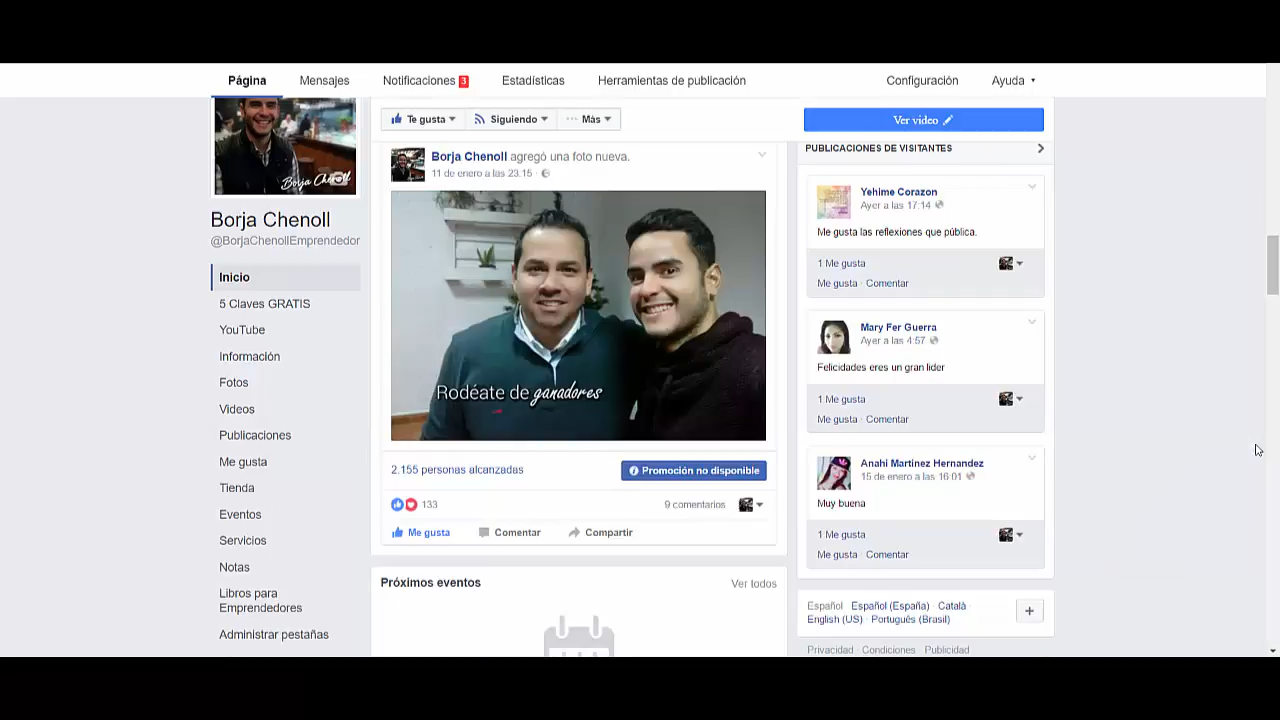 Página
Mensajes
Notificaciones 3
Estadísticas
Herramientas de publicación
Configuración
Ayuda
Borja Chenoll
Borja Chenoll
@BorjaChenollEmprendedor
Inicio
5 Claves GRATIS
YouTube
Información
Fotos
Videos
Publicaciones
Me gusta
Tienda
Eventos
Servicios
Notas
Libros para
Emprendedores
Administrar pestañas
Te gusta
Siguiendo
··· Más
Ver video
Borja Chenoll agregó una foto nueva.
11 de enero a las 23:15 ·
Rodéate de ganadores
2.155 personas alcanzadas
Promoción no disponible
133
9 comentarios
Me gusta
Comentar
Compartir
Próximos eventos
Ver todos
PUBLICACIONES DE VISITANTES
Yehime Corazon
Ayer a las 17:14 ·
Me gusta las reflexiones que pública.
1 Me gusta
Me gusta · Comentar
Mary Fer Guerra
Ayer a las 4:57 ·
Felicidades eres un gran lider
1 Me gusta
Me gusta · Comentar
Anahi Martinez Hernandez
15 de enero a las 16:01 ·
Muy buena
1 Me gusta
Me gusta · Comentar
Español · Español (España) · Català ·
English (US) · Português (Brasil)
+
Privacidad · Condiciones · Publicidad